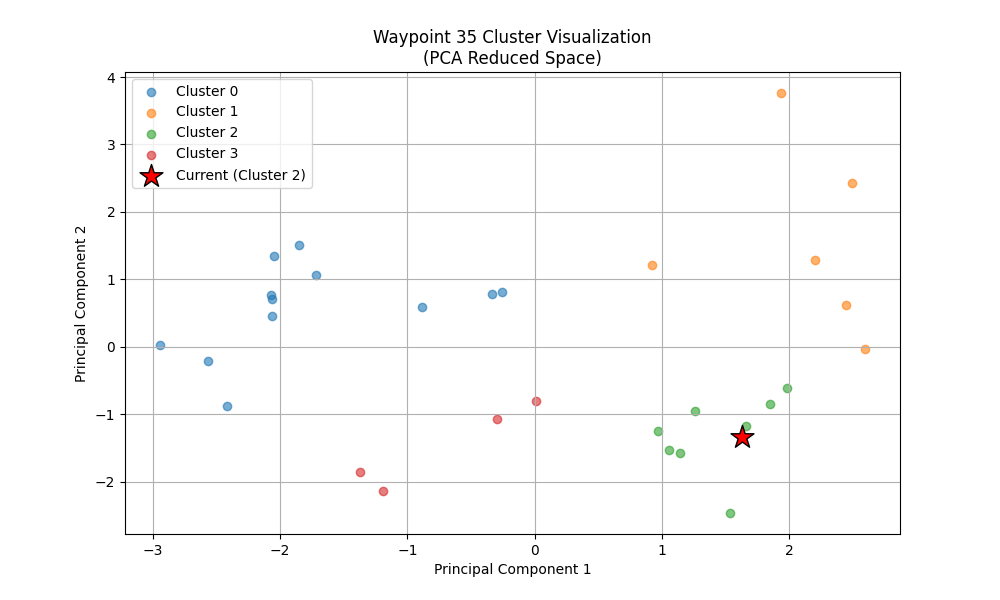 Waypoint 35 Cluster Visualization
(PCA Reduced Space)
Cluster 0
Cluster 1
Cluster 2
Cluster 3
Current (Cluster 2)
Principal Component 2
4
3
2
1
0
−1
−2
−3
−2
−1
0
1
2
Principal Component 1